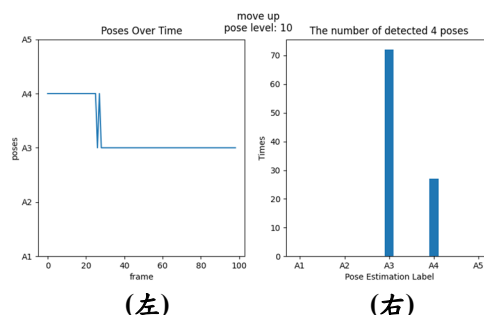 move up
pose level: 10
Poses Over Time
A5
A4
A3
A2
A1
poses
0 20 40 60 80 100
frame
(左)
The number of detected 4 poses
70
60
50
40
30
20
10
0
Times
A1 A2 A3 A4 A5
Pose Estimation Label
(右)